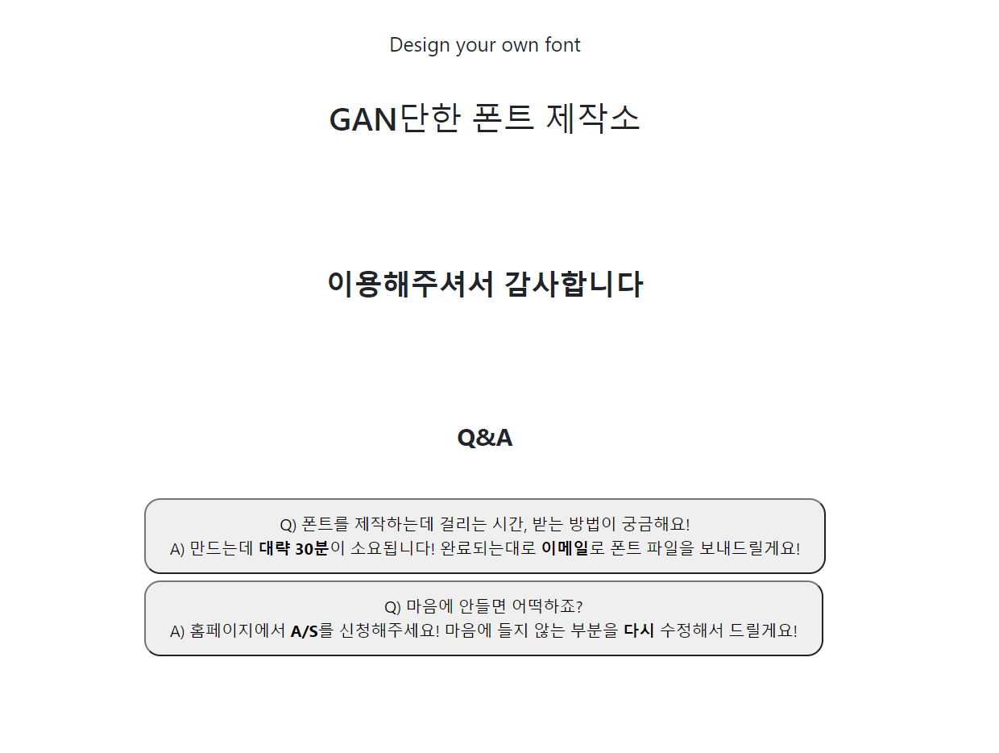 Design your own font
GAN단한 폰트 제작소
이용해주셔서 감사합니다
Q&A
Q) 폰트를 제작하는데 걸리는 시간, 받는 방법이 궁금해요!
A) 만드는데 대략 30분이 소요됩니다! 완료되는대로 이메일로 폰트 파일을 보내드릴게요!
Q) 마음에 안들면 어떡하죠?
A) 홈페이지에서 A/S를 신청해주세요! 마음에 들지 않는 부분을 다시 수정해서 드릴게요!